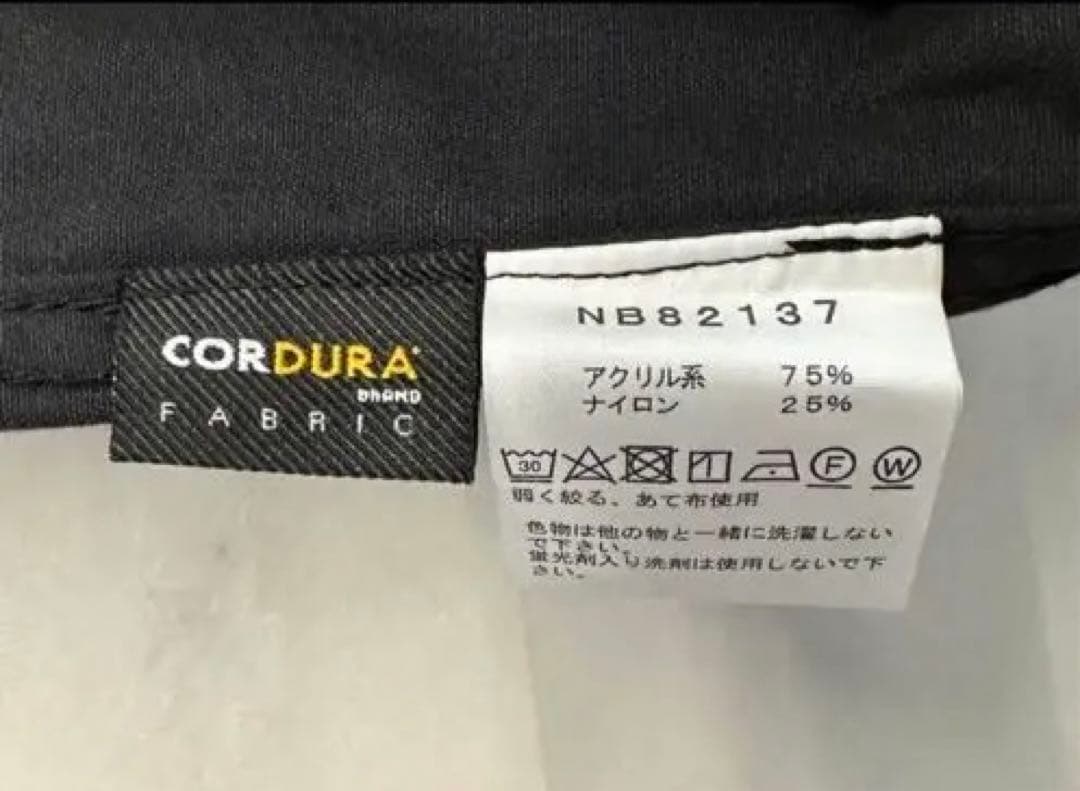 CORDURA
BRAND
FABRIC
NB82137
アクリル系 75%
ナイロン 25%
30 F W
弱く絞る、あて布使用
色物は他の物と一緒に洗濯しない
で下さい。
蛍光剤入り洗剤は使用しないで下
さい。